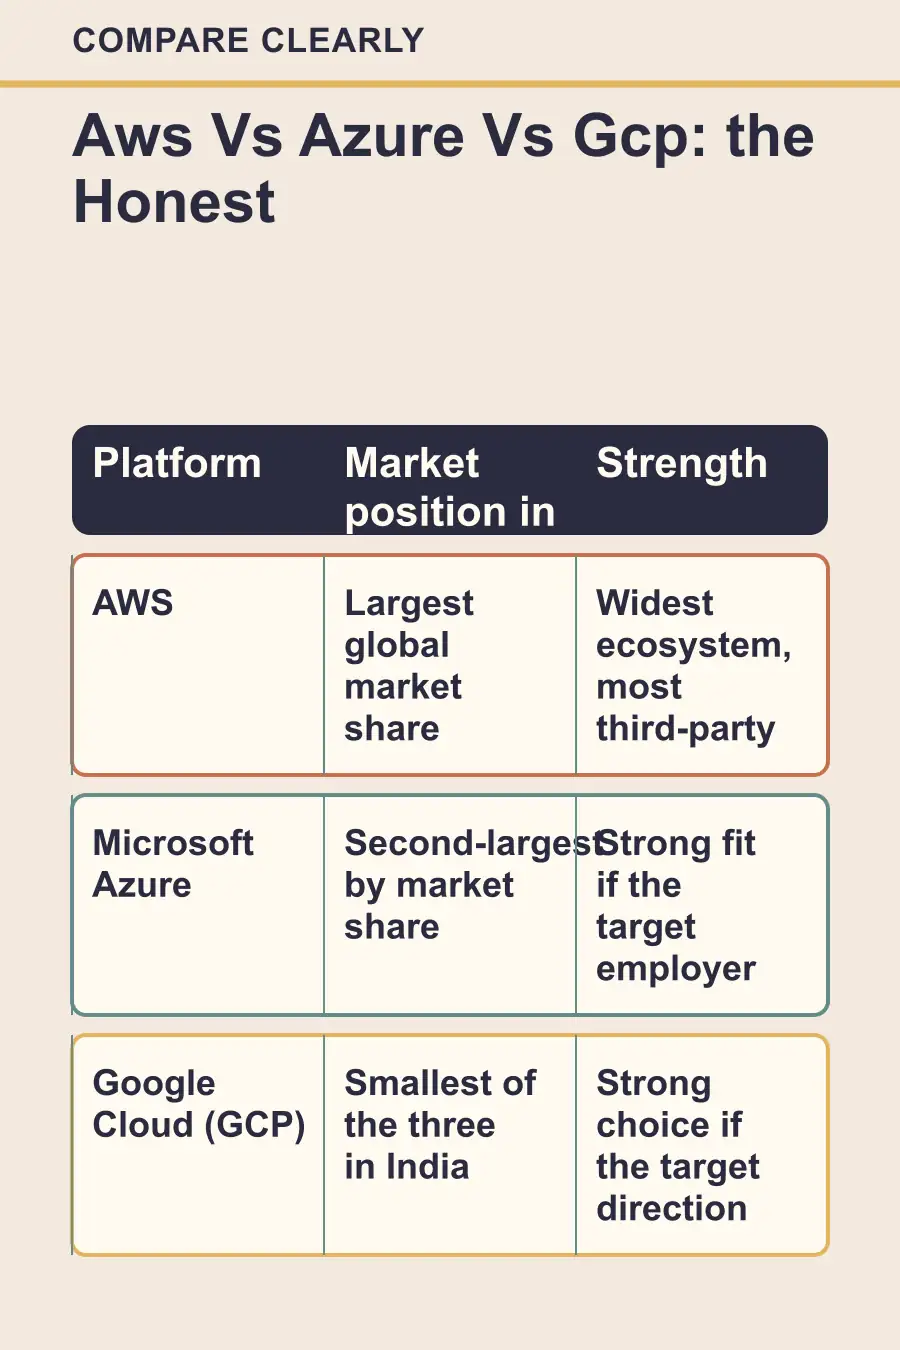 COMPARE CLEARLY
Aws Vs Azure Vs Gcp: the
Honest
Platform
Market
position in
Strength
AWS
Largest
global
market
share
Widest
ecosystem,
most
third-party
Microsoft
Azure
Second-largest
by market
share
Strong fit
if the
target
employer
Google
Cloud (GCP)
Smallest of
the three
in India
Strong
choice if
the target
direction